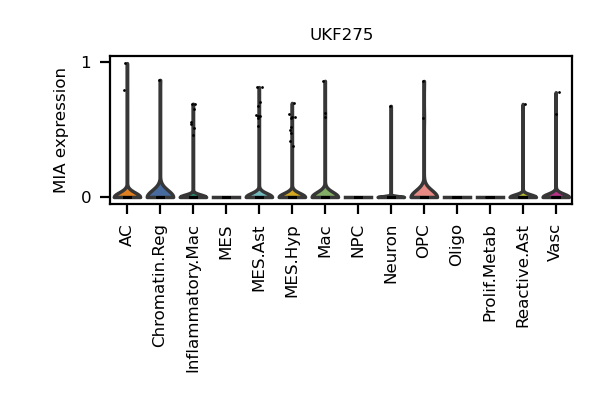 UKF275
MIA expression
1
0
AC
Chromatin.Reg
Inflammatory.Mac
MES
MES.Ast
MES.Hyp
Mac
NPC
Neuron
OPC
Oligo
Prolif.Metab
Reactive.Ast
Vasc